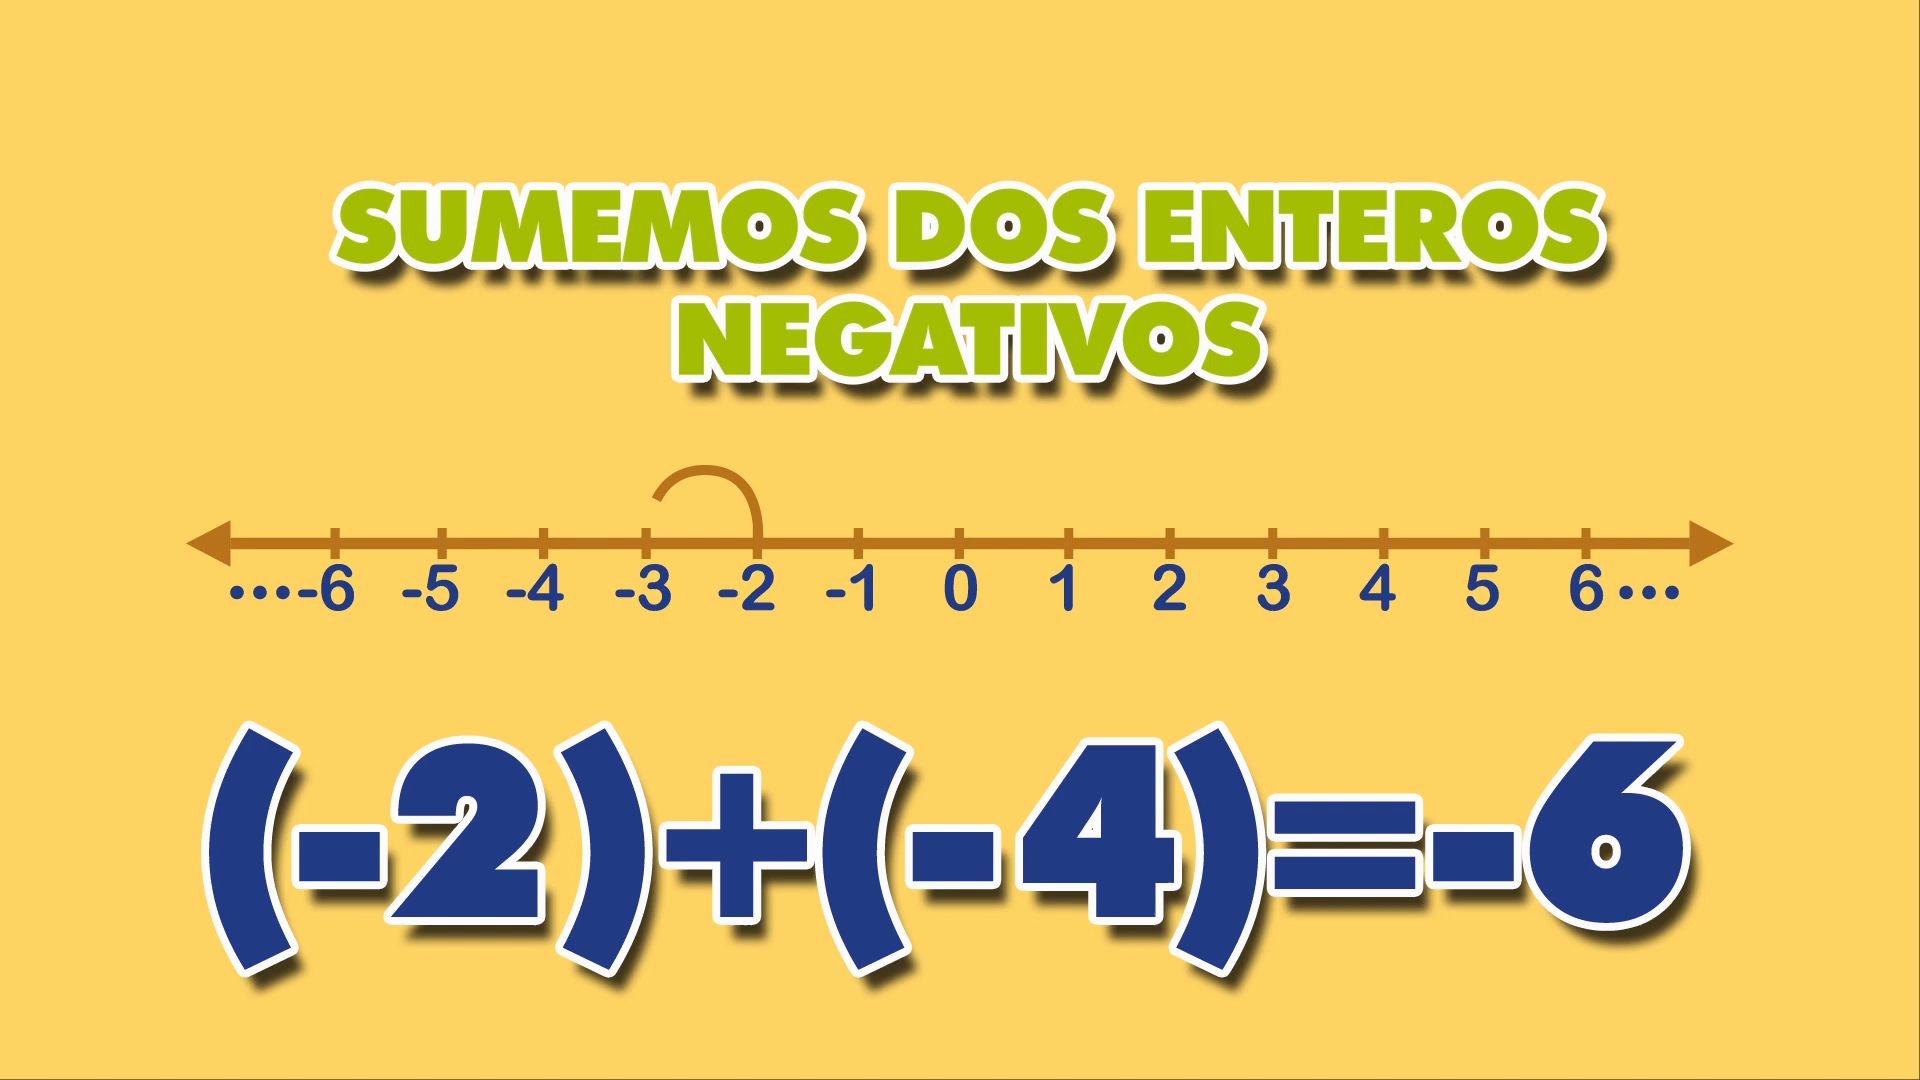 SUMEMOS DOS ENTEROS
NEGATIVOS
...-6 -5 -4 -3 -2 -1 0 1 2 3 4 5 6...
(-2)+(-4)=-6